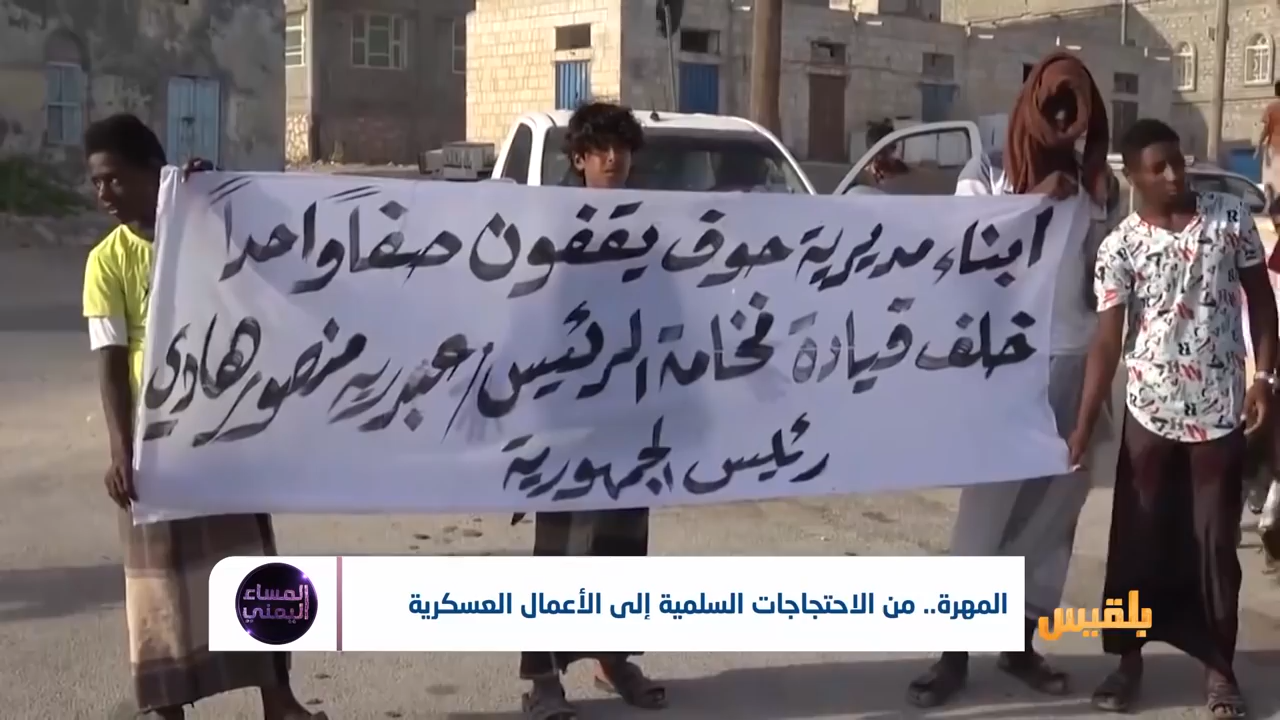 ابناء مديرية حوف يقفون صفاً واحداً
خلف قيادة فخامة الرئيس / عبدربه منصور هادي
رئيس الجمهورية
المهرة.. من الاحتجاجات السلمية إلى الأعمال العسكرية
المساء
اليمني
بلقيس